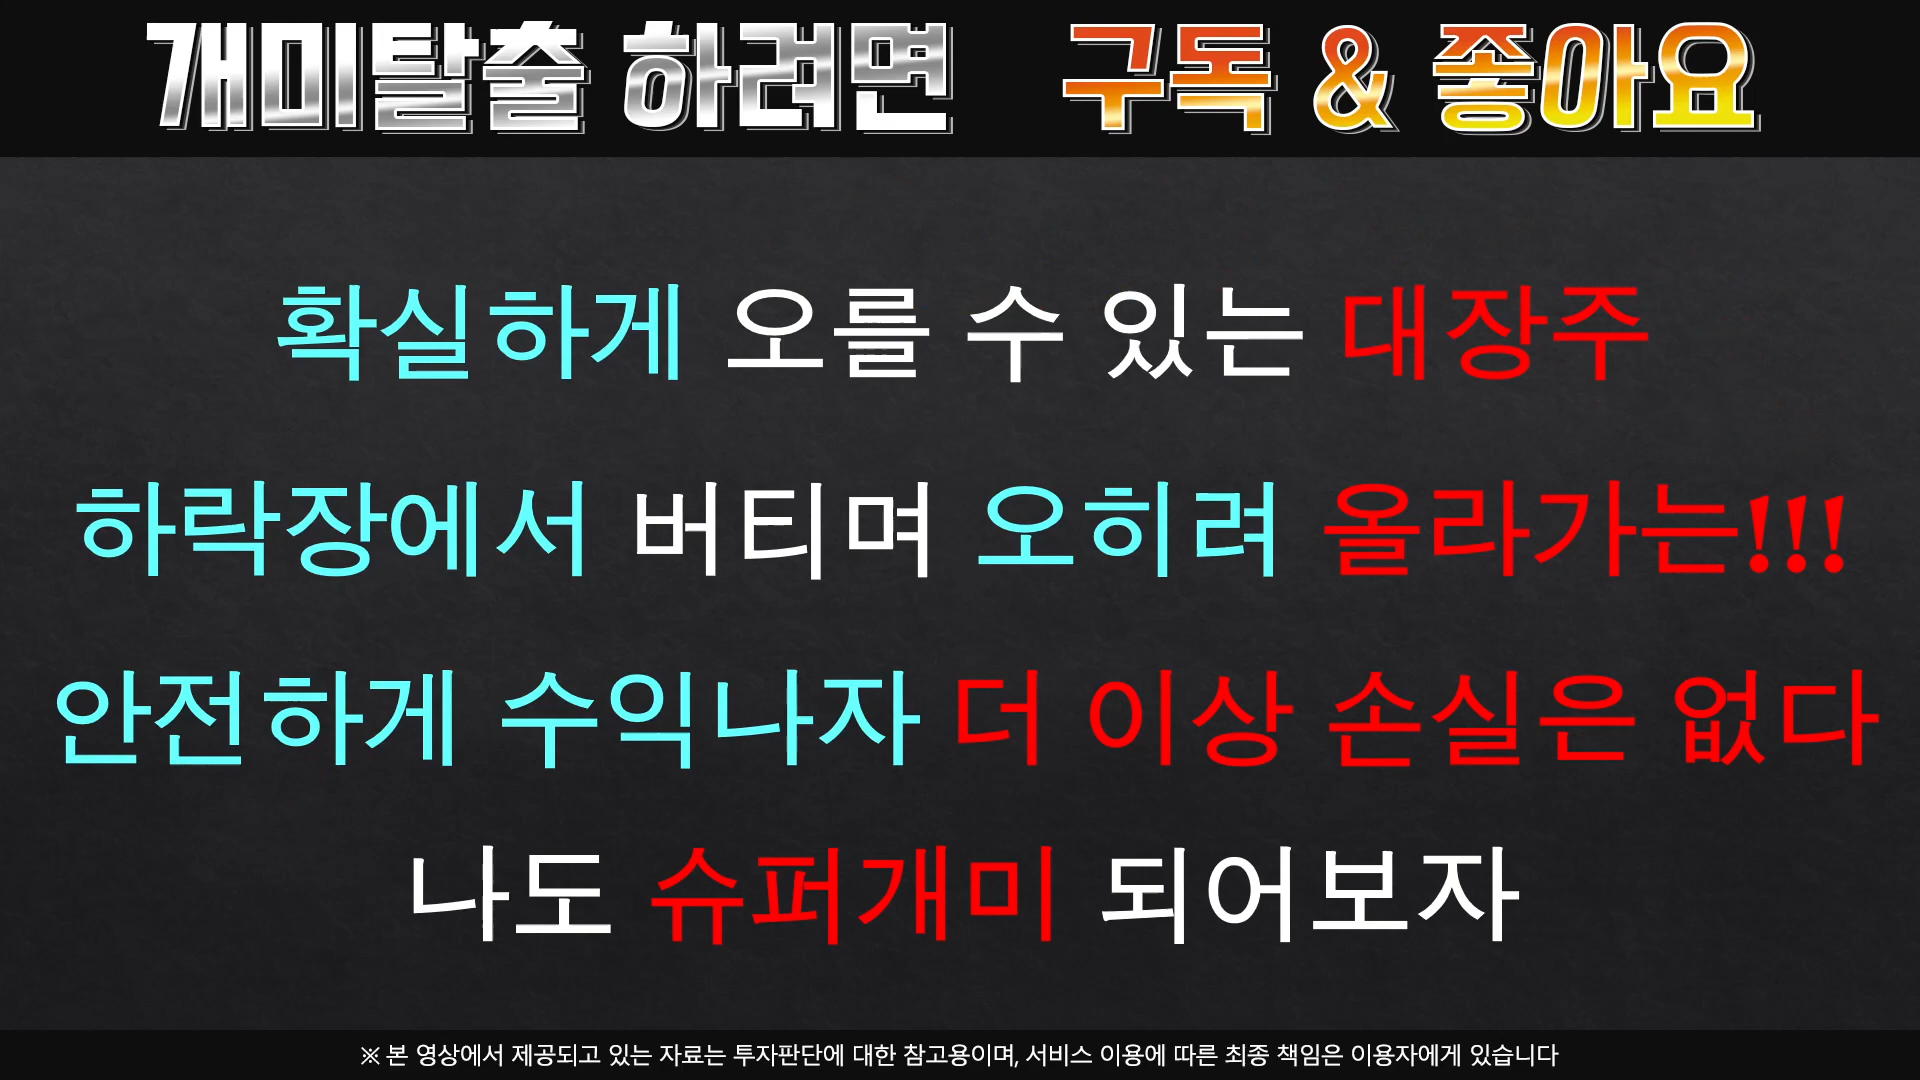 개미탈출 하려면 구독 & 좋아요
확실하게 오를 수 있는 대장주
하락장에서 버티며 오히려 올라가는!!!
안전하게 수익나자 더 이상 손실은 없다
나도 슈퍼개미 되어보자
※ 본 영상에서 제공되고 있는 자료는 투자판단에 대한 참고용이며, 서비스 이용에 따른 최종 책임은 이용자에게 있습니다